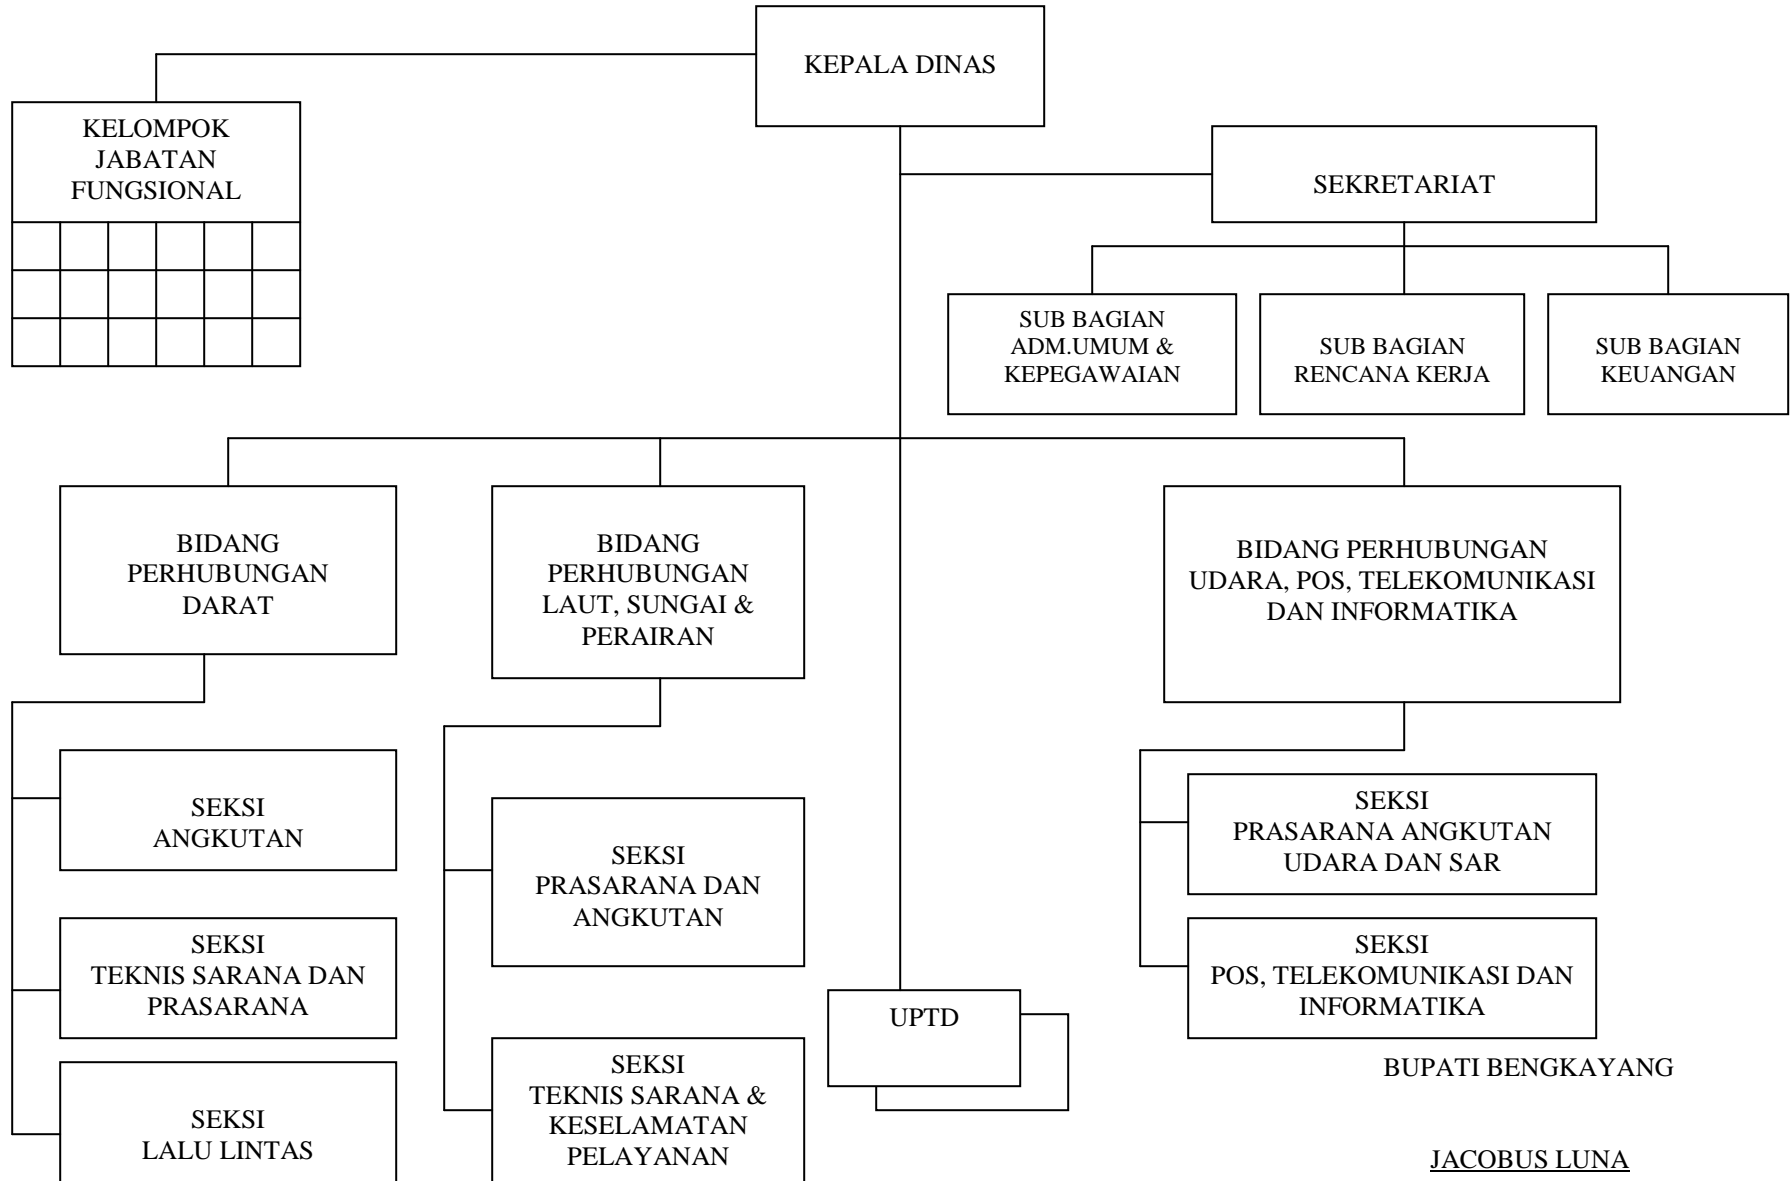 KEPALA DINAS
KELOMPOK
JABATAN
FUNGSIONAL
SEKRETARIAT
SUB BAGIAN
ADM.UMUM &
KEPEGAWAIAN
SUB BAGIAN
RENCANA KERJA
SUB BAGIAN
KEUANGAN
BIDANG
PERHUBUNGAN
DARAT
BIDANG
PERHUBUNGAN
LAUT, SUNGAI &
PERAIRAN
BIDANG PERHUBUNGAN
UDARA, POS, TELEKOMUNIKASI
DAN INFORMATIKA
SEKSI
ANGKUTAN
SEKSI
TEKNIS SARANA DAN
PRASARANA
SEKSI
LALU LINTAS
SEKSI
PRASARANA DAN
ANGKUTAN
SEKSI
TEKNIS SARANA &
KESELAMATAN
PELAYANAN
UPTD
SEKSI
PRASARANA ANGKUTAN
UDARA DAN SAR
SEKSI
POS, TELEKOMUNIKASI DAN
INFORMATIKA
BUPATI BENGKAYANG
JACOBUS LUNA